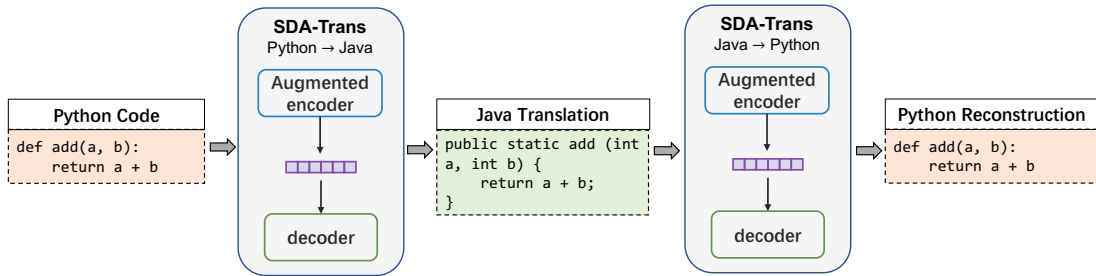 Python Code
def add(a, b):
    return a + b
SDA-Trans
Python → Java
Augmented
encoder
decoder
Java Translation
public static add (int
a, int b) {
    return a + b;
}
SDA-Trans
Java → Python
Augmented
encoder
decoder
Python Reconstruction
def add(a, b):
    return a + b